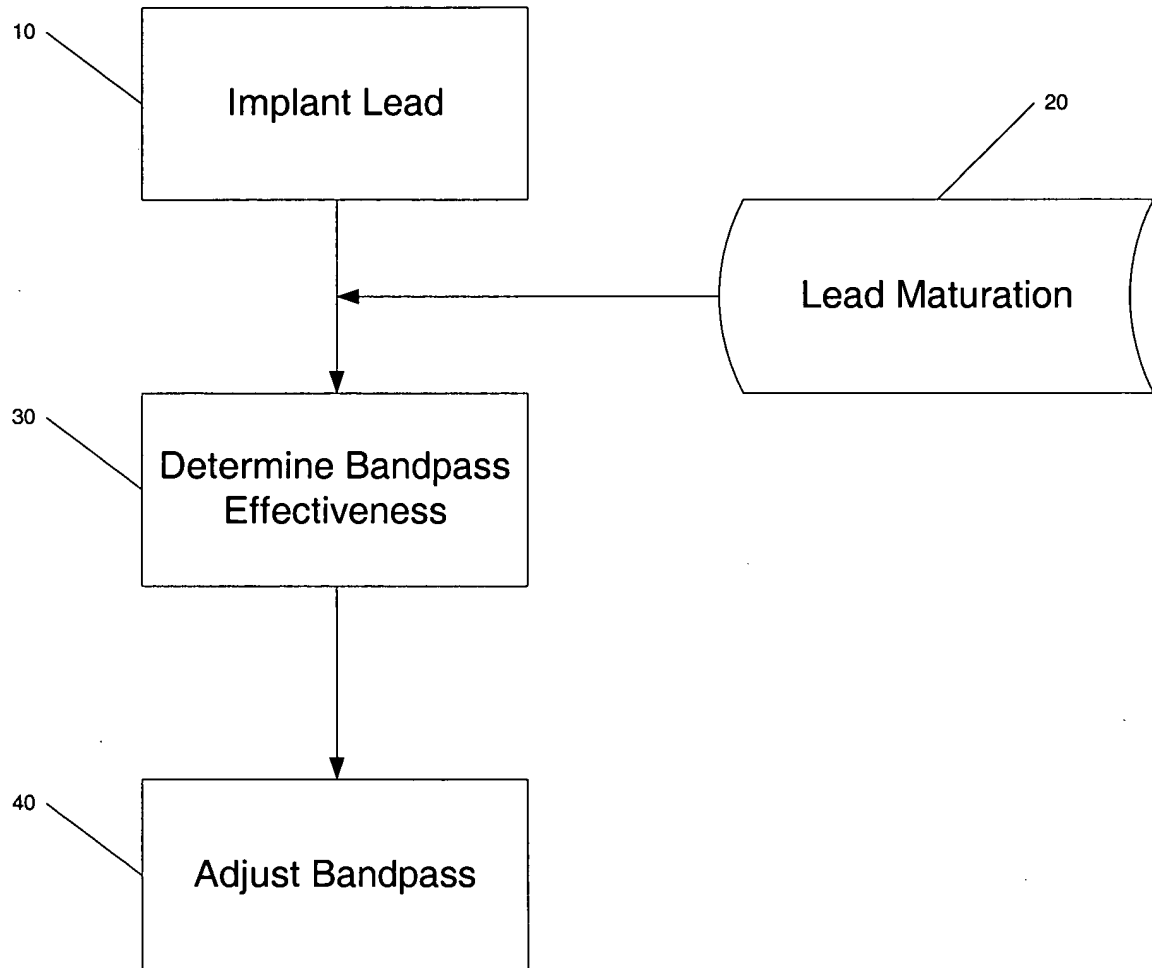 10
Implant Lead
20
Lead Maturation
30
Determine Bandpass
Effectiveness
40
Adjust Bandpass